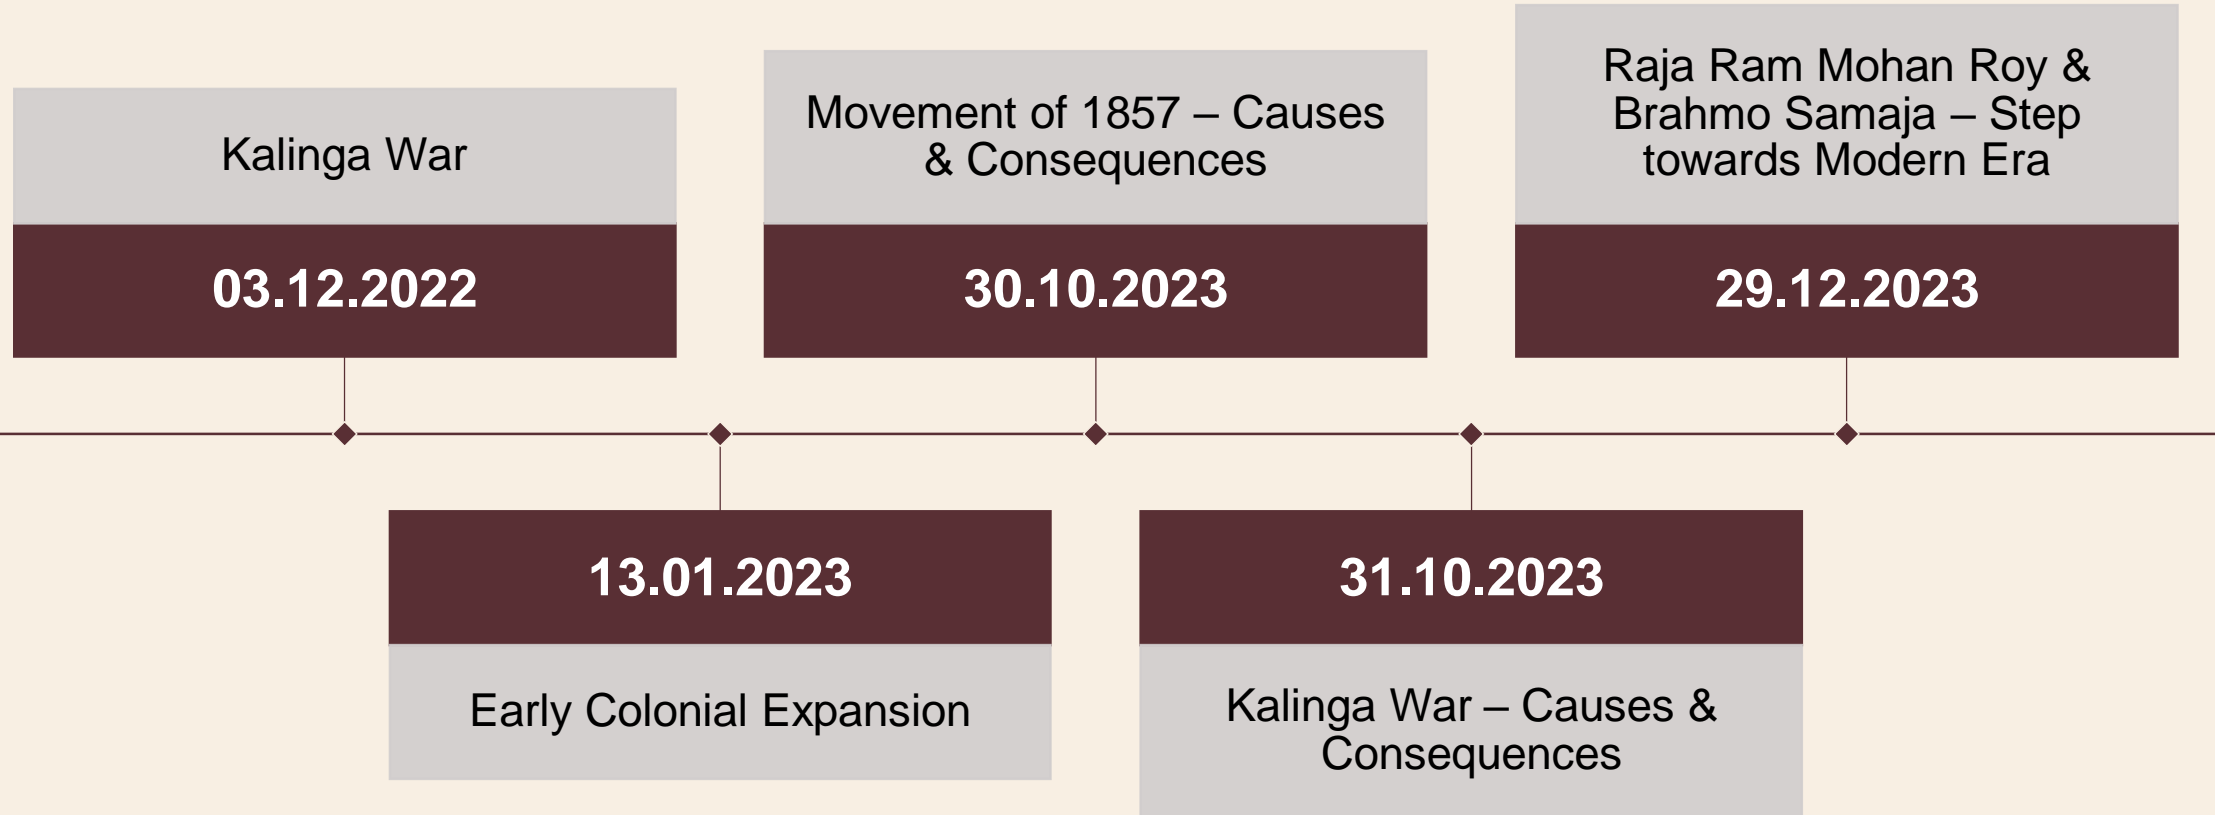 Kalinga War
03.12.2022
13.01.2023
Early Colonial Expansion
Movement of 1857 – Causes
& Consequences
30.10.2023
31.10.2023
Kalinga War – Causes &
Consequences
Raja Ram Mohan Roy &
Brahmo Samaja – Step
towards Modern Era
29.12.2023